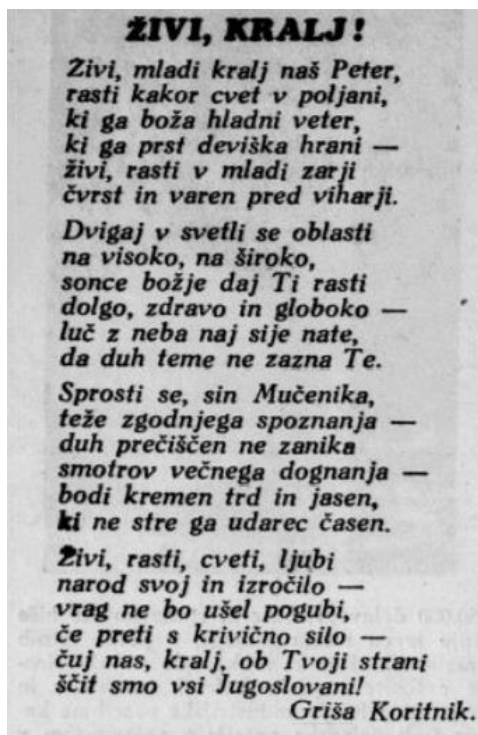 ŽIVI, KRALJ!
Živi, mladi kralj naš Peter,
rasti kakor cvet v poljani,
ki ga boža hladni veter,
ki ga prst deviška hrani —
živi, rasti v mladi zarji
čvrst in varen pred viharji.
Dvigaj v svetli se oblasti
na visoko, na široko,
sonce božje daj Ti rasti
dolgo, zdravo in globoko —
luč z neba naj sije nate,
da duh teme ne zazna Te.
Sprosti se, sin Mučenika,
teže zgodnjega spoznanja —
duh prečiščen ne zanika
smotrov večnega dognanja —
bodi kremen trd in jasen,
ki ne stre ga udarec časen.
Živi, rasti, cveti, ljubi
narod svoj in izročilo —
vrag ne bo ušel pogubi,
če preti s krivično silo —
čuj nas, kralj, ob Tvoji strani
ščit smo vsi Jugoslovani!
Griša Koritnik.